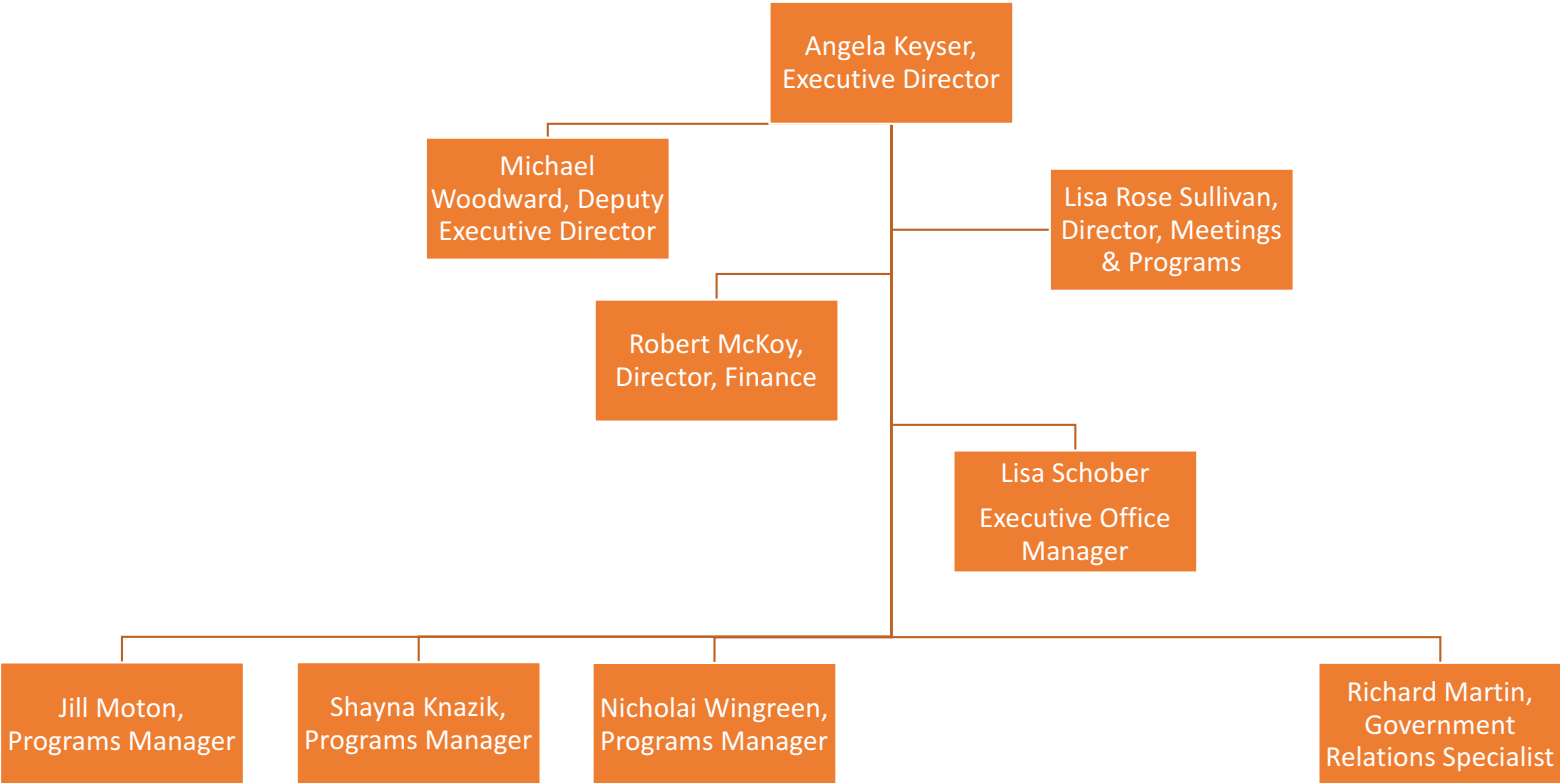 Angela Keyser,
Executive Director
Michael
Woodward, Deputy
Executive Director
Lisa Rose Sullivan,
Director, Meetings
& Programs
Robert McKoy,
Director, Finance
Lisa Schober
Executive Office
Manager
Jill Moton,
Programs Manager
Shayna Knazik,
Programs Manager
Nicholai Wingreen,
Programs Manager
Richard Martin,
Government
Relations Specialist